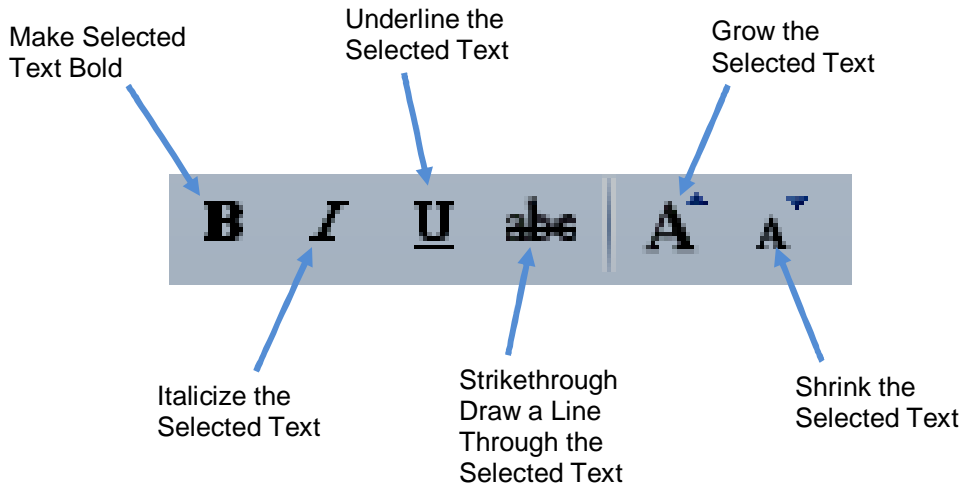 Make Selected
Text Bold
Underline the
Selected Text
Grow the
Selected Text
B I U abc A A
Italicize the
Selected Text
Strikethrough
Draw a Line
Through the
Selected Text
Shrink the
Selected Text